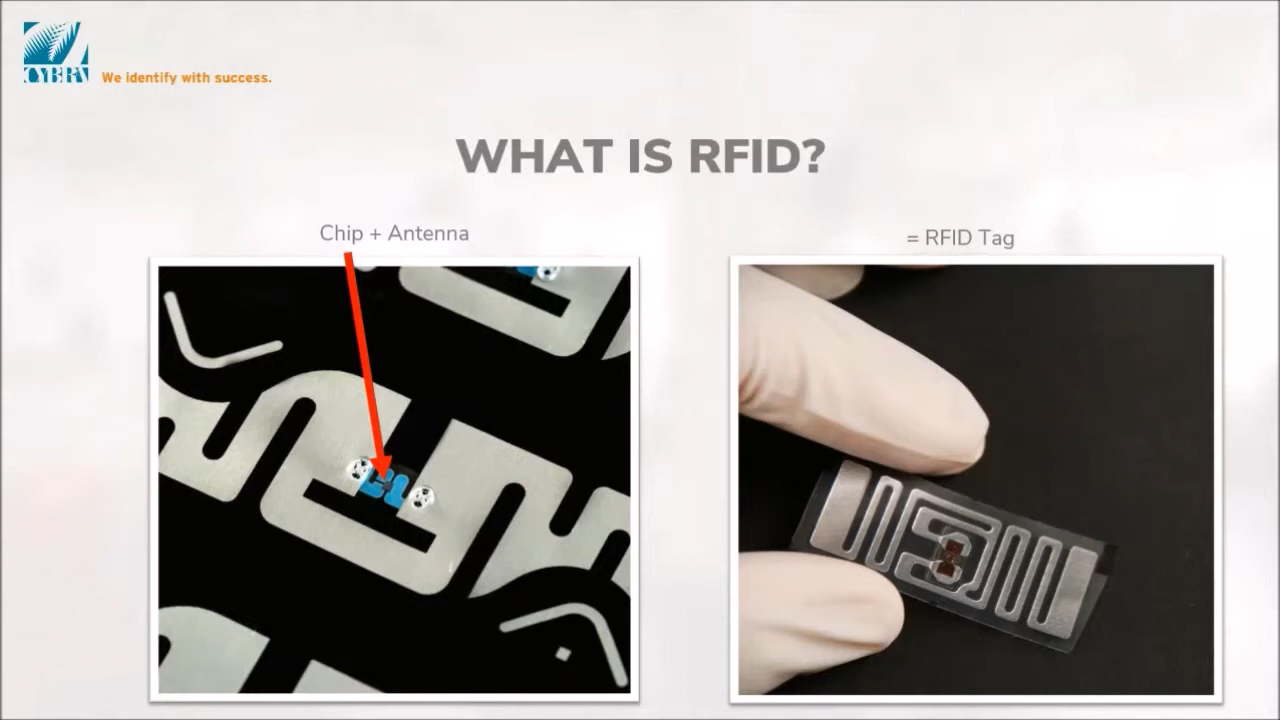 CYBRA
We identify with success.
WHAT IS RFID?
Chip + Antenna
= RFID Tag